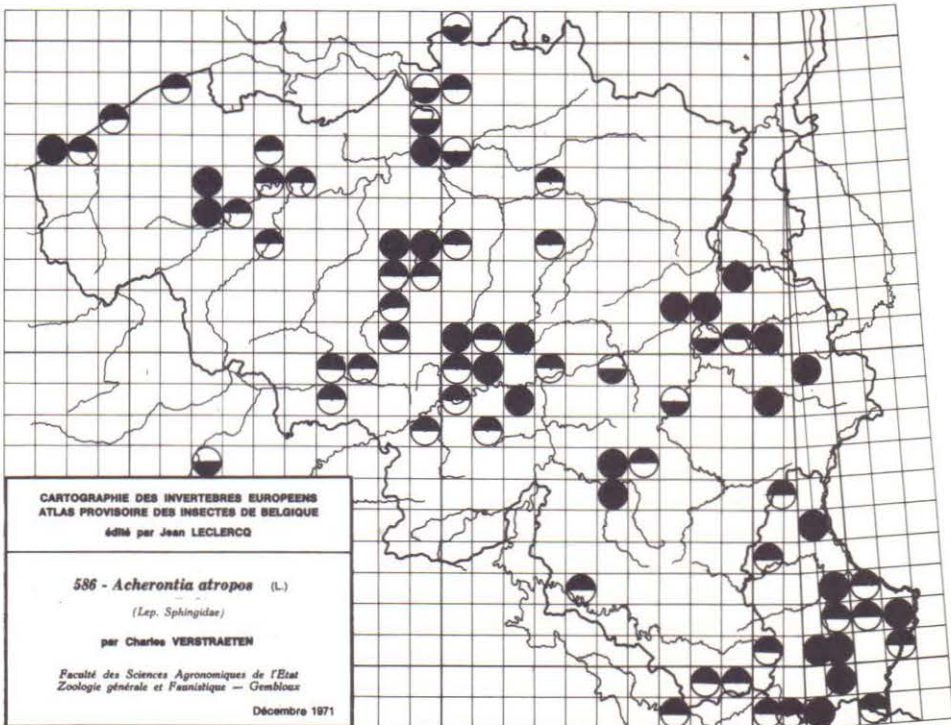 CARTOGRAPHIE DES INVERTEBRES EUROPEENS
ATLAS PROVISOIRE DES INSECTES DE BELGIQUE
édité par Jean LECLERCQ
586 - Acherontia atropos (L.)
(Lep. Sphingidae)
par Charles VERSTRAETEN
Faculté des Sciences Agronomiques de l'Etat
Zoologie générale et Faunistique — Gembloux
Décembre 1971